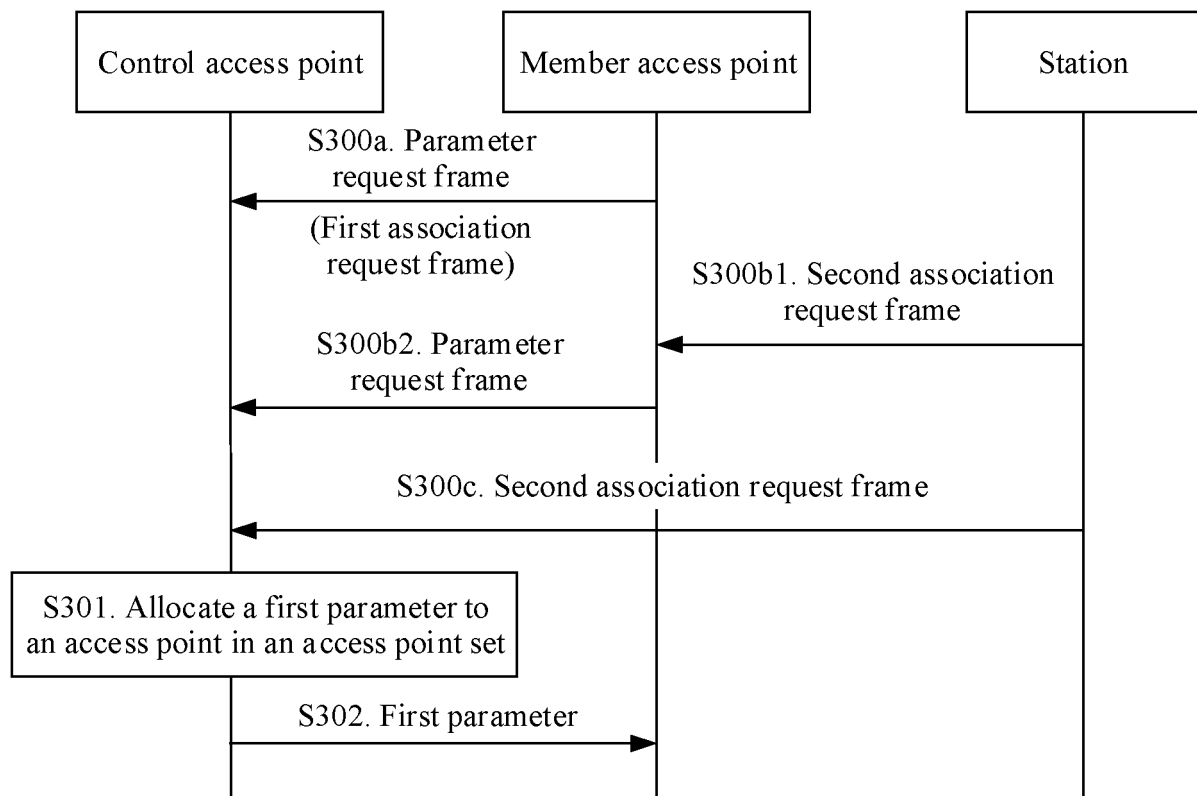 Control access point
Member access point
Station
S300a. Parameter
request frame
(First association
request frame)
S300b1. Second association
request frame
S300b2. Parameter
request frame
S300c. Second association request frame
S301. Allocate a first parameter to
an access point in an access point set
S302. First parameter